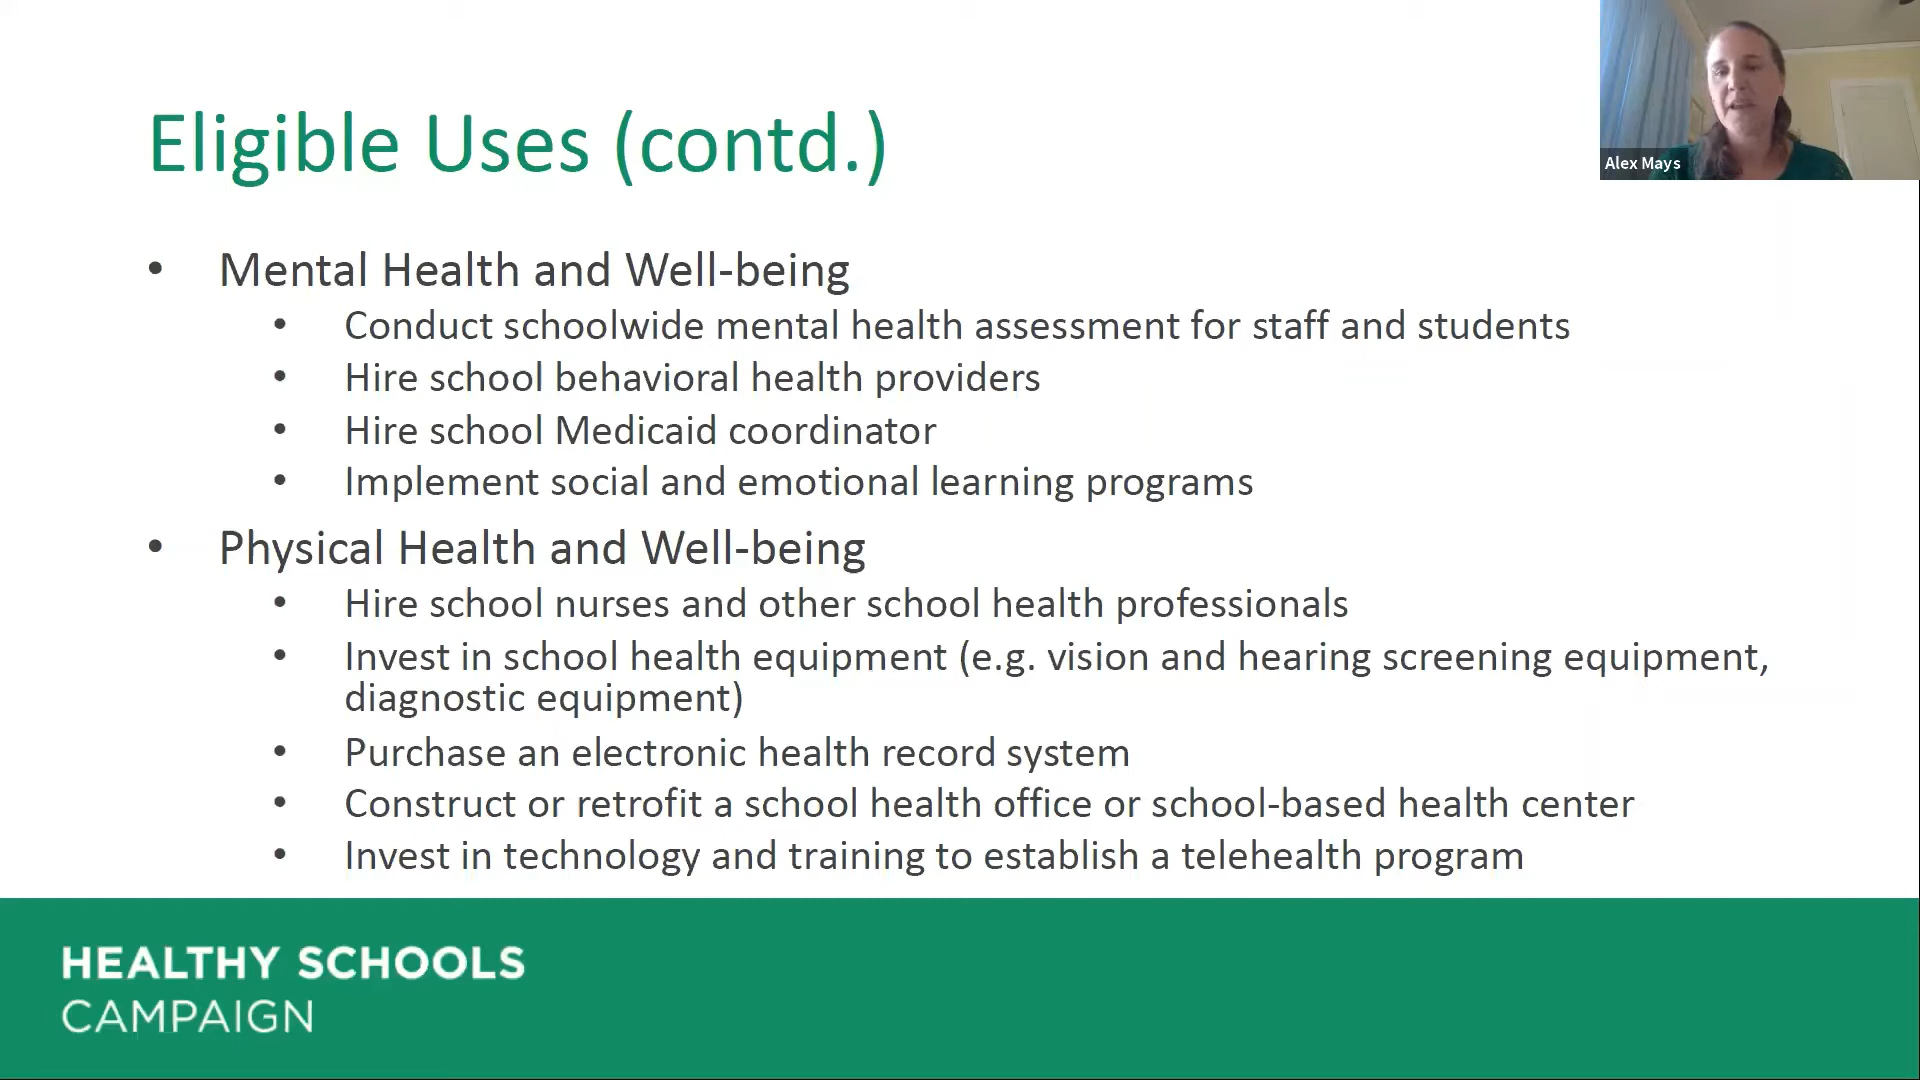 Eligible Uses (contd.)
Alex Mays
• Mental Health and Well-being
• Conduct schoolwide mental health assessment for staff and students
• Hire school behavioral health providers
• Hire school Medicaid coordinator
• Implement social and emotional learning programs
• Physical Health and Well-being
• Hire school nurses and other school health professionals
• Invest in school health equipment (e.g. vision and hearing screening equipment,
diagnostic equipment)
• Purchase an electronic health record system
• Construct or retrofit a school health office or school-based health center
• Invest in technology and training to establish a telehealth program
HEALTHY SCHOOLS
CAMPAIGN